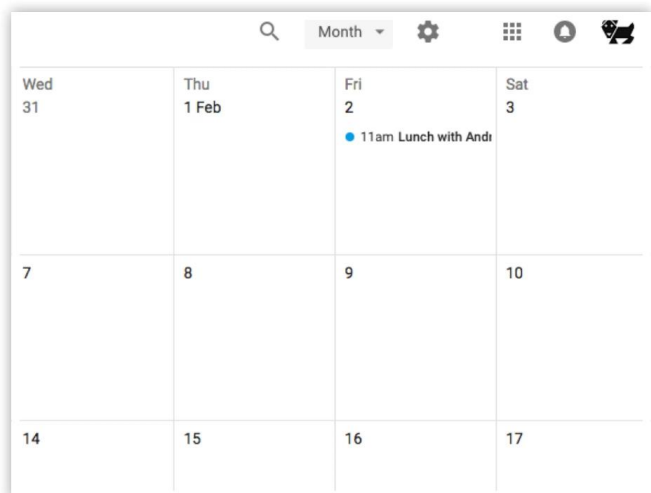 Month
Wed Thu Fri Sat
31 1 Feb 2 3
11am Lunch with
7 8 9 10
14 15 16 17